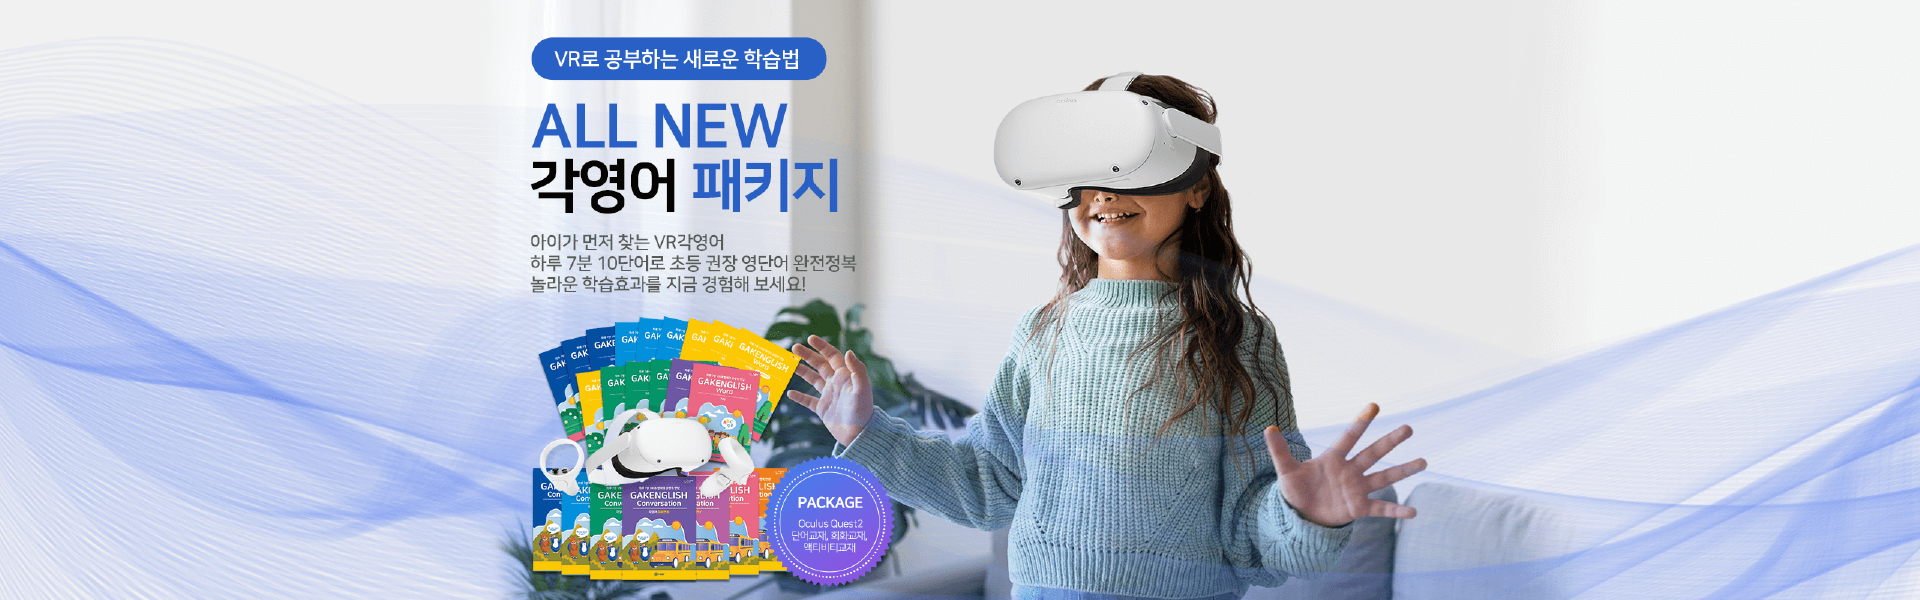 VR로 공부하는 새로운 학습법
ALL NEW
각영어 패키지
아이가 먼저 찾는 VR각영어
하루 7분 10단어로 초등 권장 영단어 완전정복
놀라운 학습효과를 지금 경험해 보세요!
GAKENGLISH
Word
GAKENGLISH
Word
GAKENGLISH
Conversation
PACKAGE
Oculus Quest2
단어교재, 회화교재,
액티비티교재